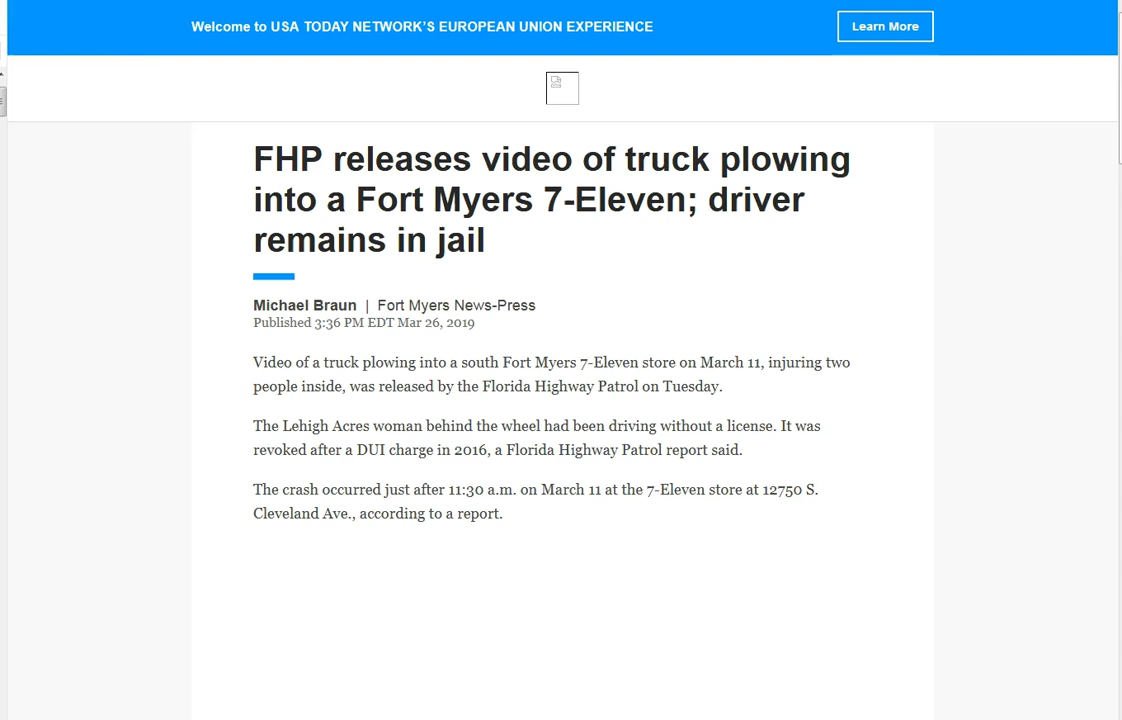 Welcome to USA TODAY NETWORK’S EUROPEAN UNION EXPERIENCE
Learn More
FHP releases video of truck plowing
into a Fort Myers 7-Eleven; driver
remains in jail
Michael Braun | Fort Myers News-Press
Published 3:36 PM EDT Mar 26, 2019
Video of a truck plowing into a south Fort Myers 7-Eleven store on March 11, injuring two
people inside, was released by the Florida Highway Patrol on Tuesday.
The Lehigh Acres woman behind the wheel had been driving without a license. It was
revoked after a DUI charge in 2016, a Florida Highway Patrol report said.
The crash occurred just after 11:30 a.m. on March 11 at the 7-Eleven store at 12750 S.
Cleveland Ave., according to a report.